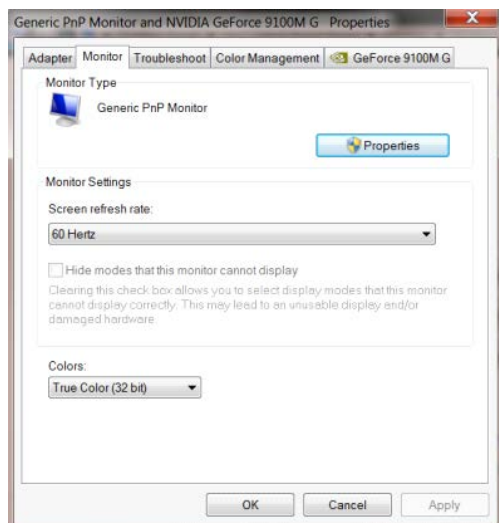 Generic PnP Monitor and NVIDIA GeForce 9100M G Properties
Adapter Monitor Troubleshoot Color Management GeForce 9100M G
Monitor Type
Generic PnP Monitor
Properties
Monitor Settings
Screen refresh rate:
60 Hertz
Hide modes that this monitor cannot display
Clearing this check box allows you to select display modes that this monitor
cannot display correctly. This may lead to an unusable display and/or
damaged hardware.
Colors:
True Color (32 bit)
OK Cancel Apply